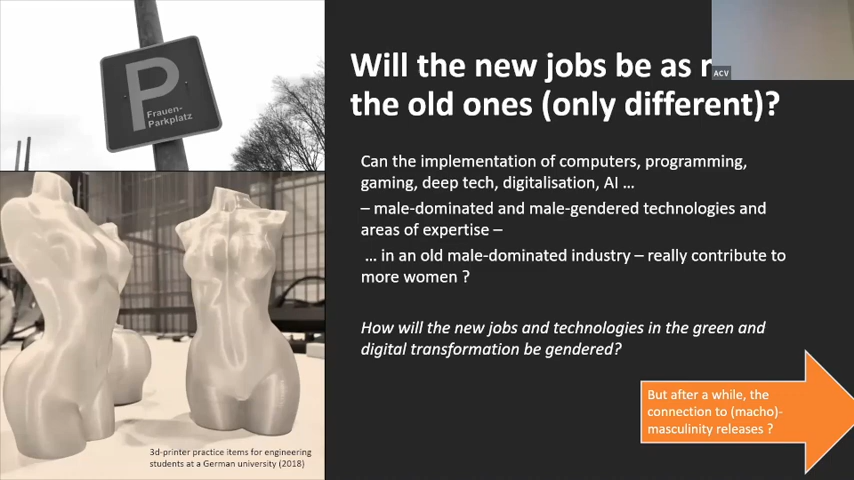 P
Frauen-
Parkplatz
3d-printer practice items for engineering
students at a German university (2018)
ACV
Will the new jobs be as
the old ones (only different)?
Can the implementation of computers, programming,
gaming, deep tech, digitalisation, AI ...
– male-dominated and male-gendered technologies and
areas of expertise –
... in an old male-dominated industry – really contribute to
more women ?
How will the new jobs and technologies in the green and
digital transformation be gendered?
But after a while, the
connection to (macho)-
masculinity releases ?